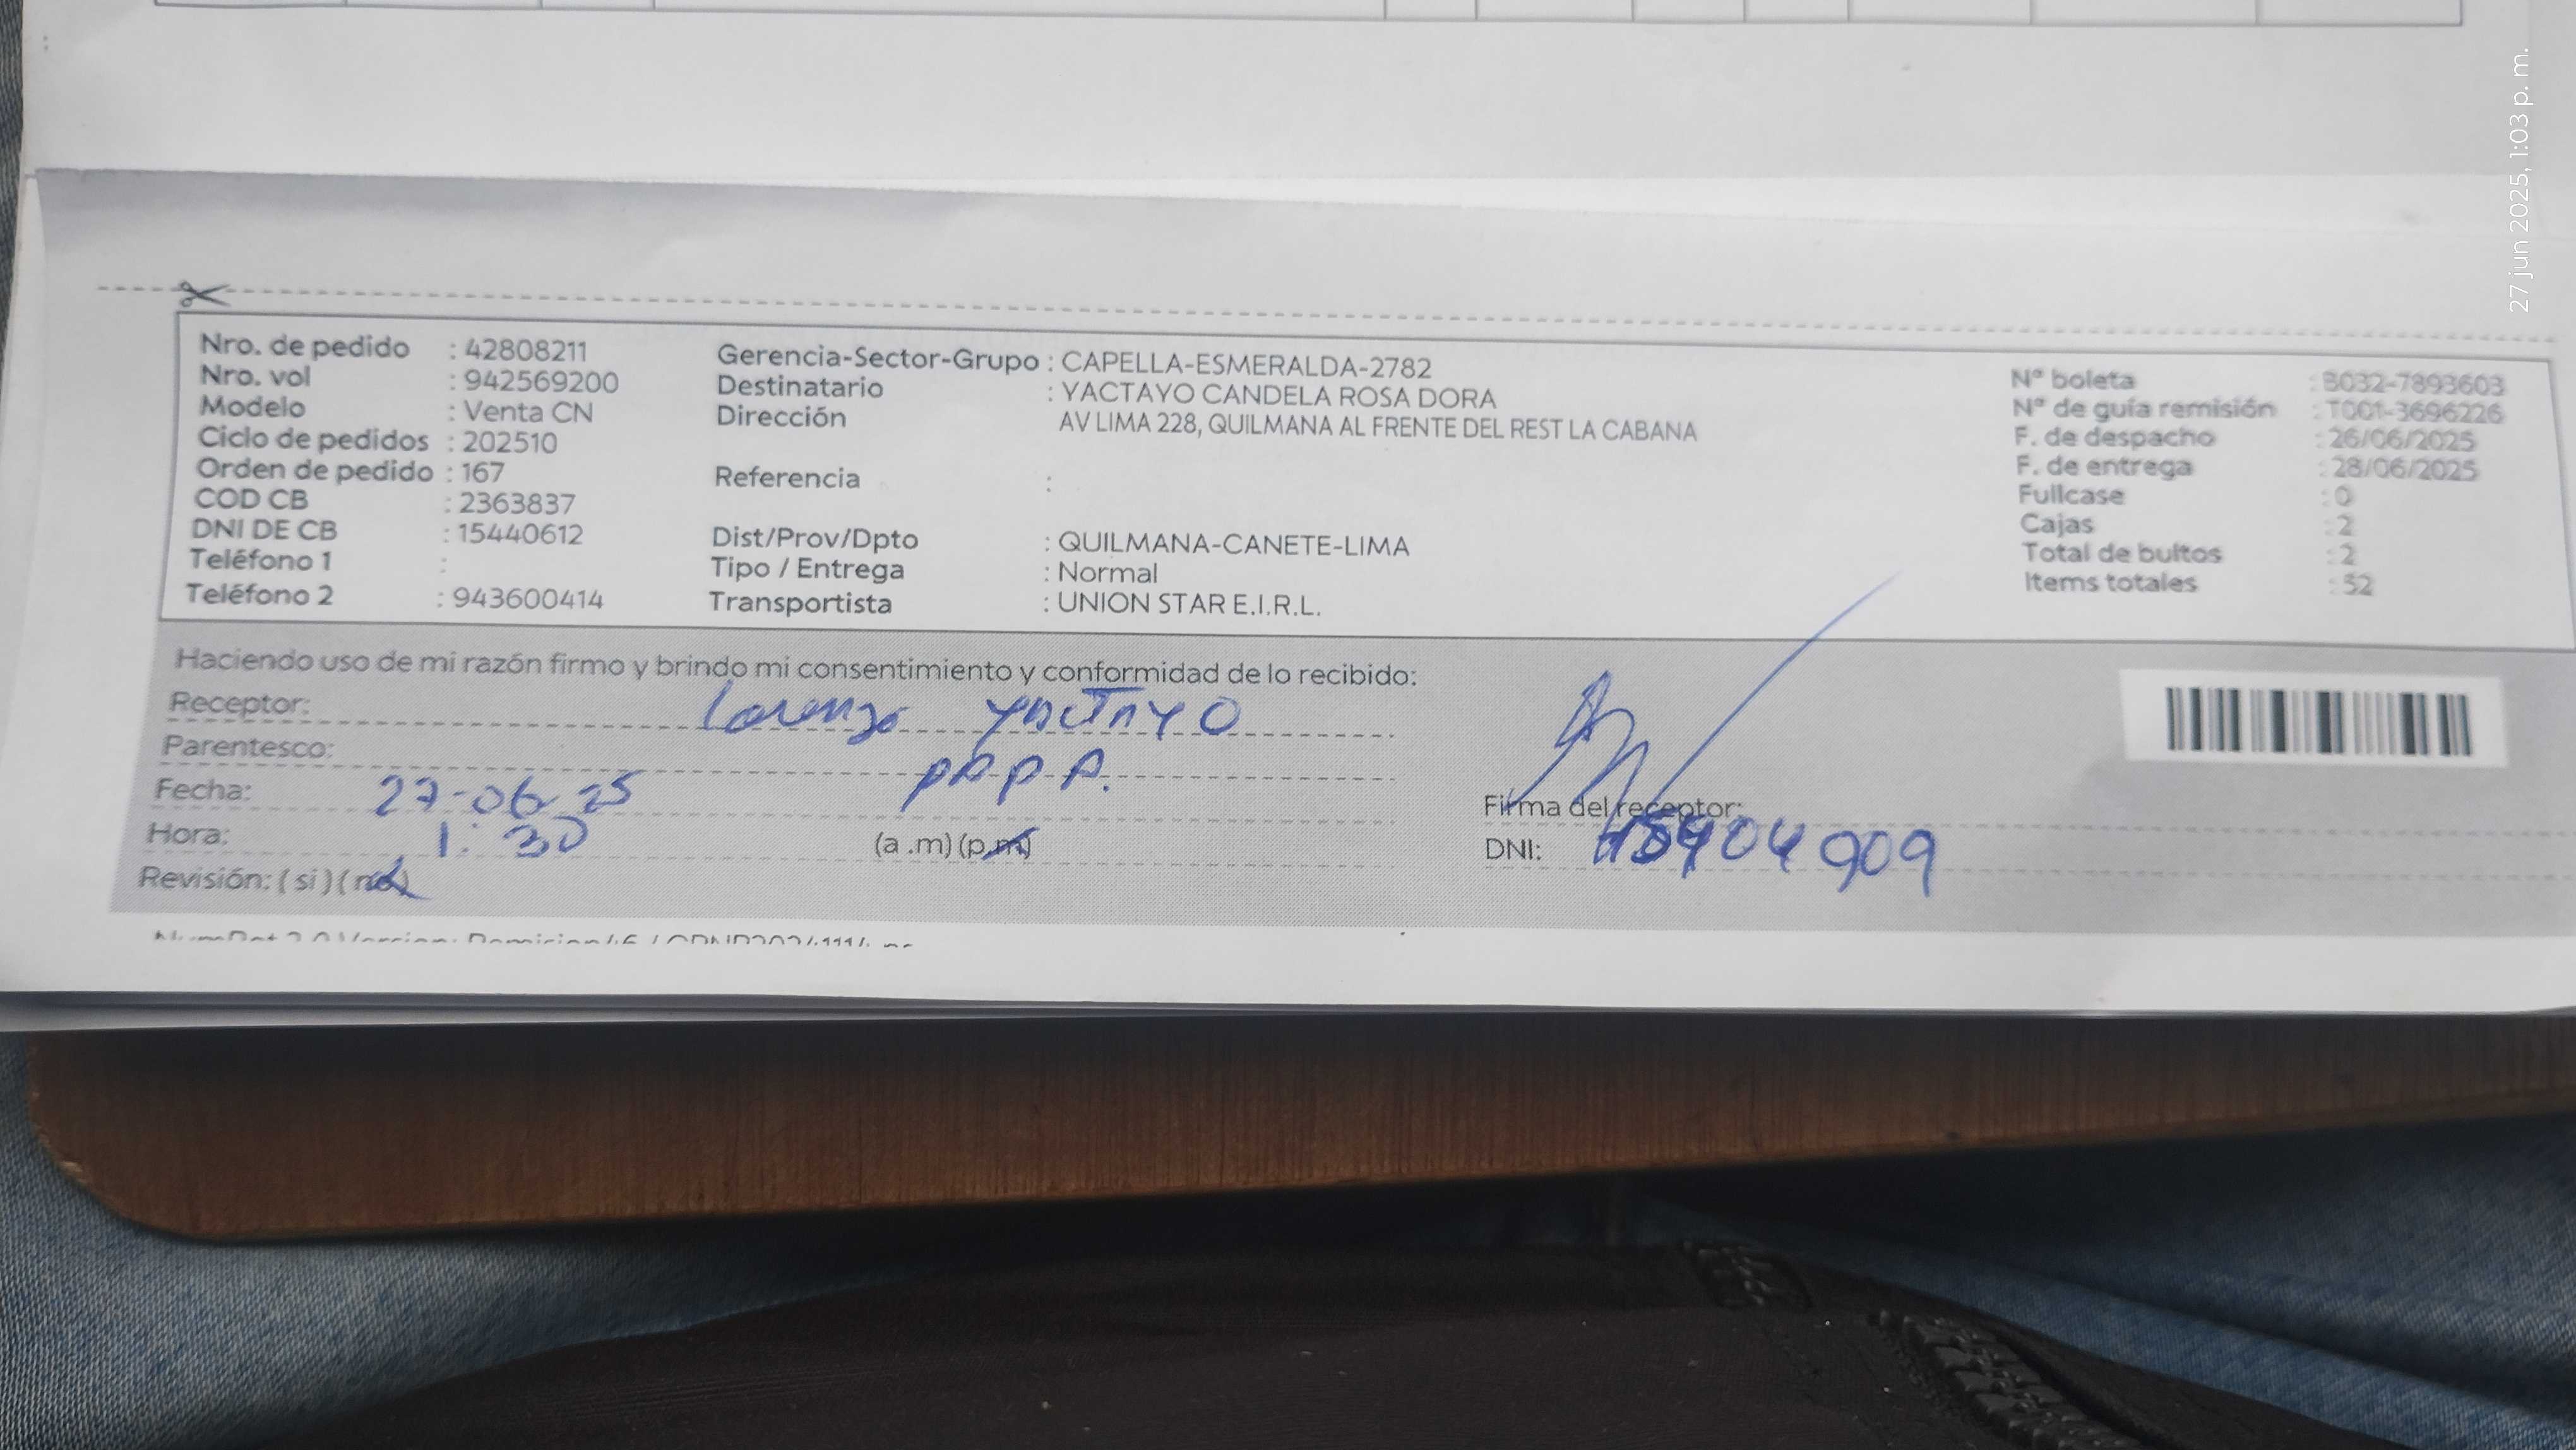 27 jun 2025, 1:03 p. m.
Nro. de pedido : 42808211
Nro. vol : 942569200
Modelo : Venta CN
Ciclo de pedidos : 202510
Orden de pedido : 167
COD CB : 2363837
DNI DE CB : 15440612
Teléfono 1 :
Teléfono 2 : 943600414
Gerencia-Sector-Grupo : CAPELLA-ESMERALDA-2782
Destinatario : YACTAYO CANDELA ROSA DORA
Dirección AV LIMA 228, QUILMANA AL FRENTE DEL REST LA CABANA
Referencia :
Dist/Prov/Dpto : QUILMANA-CANETE-LIMA
Tipo / Entrega : Normal
Transportista : UNION STAR E.I.R.L.
N° boleta : B032-7893603
N° de guía remisión : T001-3696226
F. de despacho : 26/06/2025
F. de entrega : 28/06/2025
Fullcase : 0
Cajas : 2
Total de bultos : 2
Items totales : 52
Haciendo uso de mi razón firmo y brindo mi consentimiento y conformidad de lo recibido:
Receptor: Lorenzo YACTAYO
Parentesco: PAPA.
Fecha: 27-06-25
Hora: 1:30 (a .m) (p.m)
Revisión: ( si ) ( no )
Firma del receptor:
DNI: 15404909